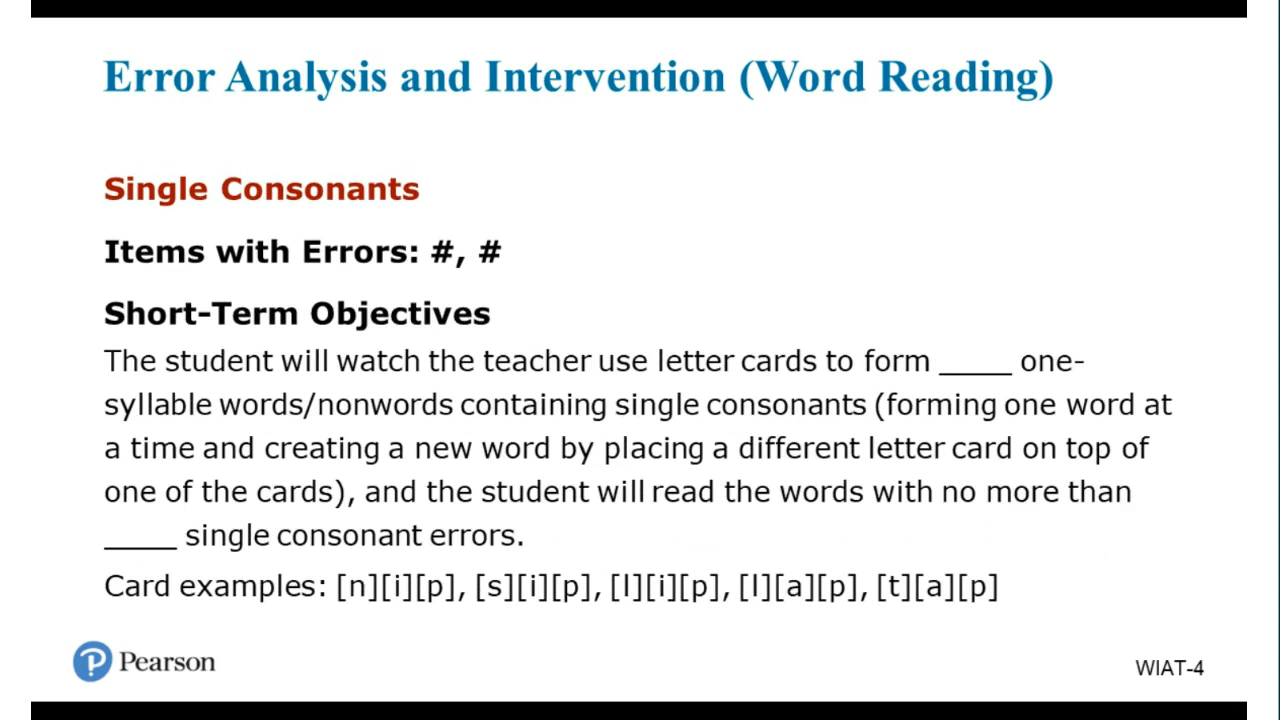 Error Analysis and Intervention (Word Reading)
Single Consonants
Items with Errors: #, #
Short-Term Objectives
The student will watch the teacher use letter cards to form _____ one-
syllable words/nonwords containing single consonants (forming one word at
a time and creating a new word by placing a different letter card on top of
one of the cards), and the student will read the words with no more than
_____ single consonant errors.
Card examples: [n][i][p], [s][i][p], [l][i][p], [l][a][p], [t][a][p]
Pearson
WIAT-4